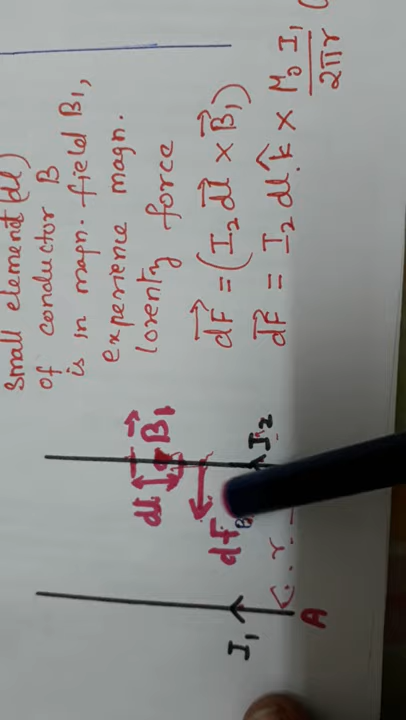 Small element (dl)
of conductor B
is in magn. field B₁,
experience magn.
lorentz force
→dF = (I₂ →dl × →B₁)
→dF = I₂ dl k̂ × M₀ I₁ / 2πr (
dl →B₁
dF
I₂
r
I₁
A